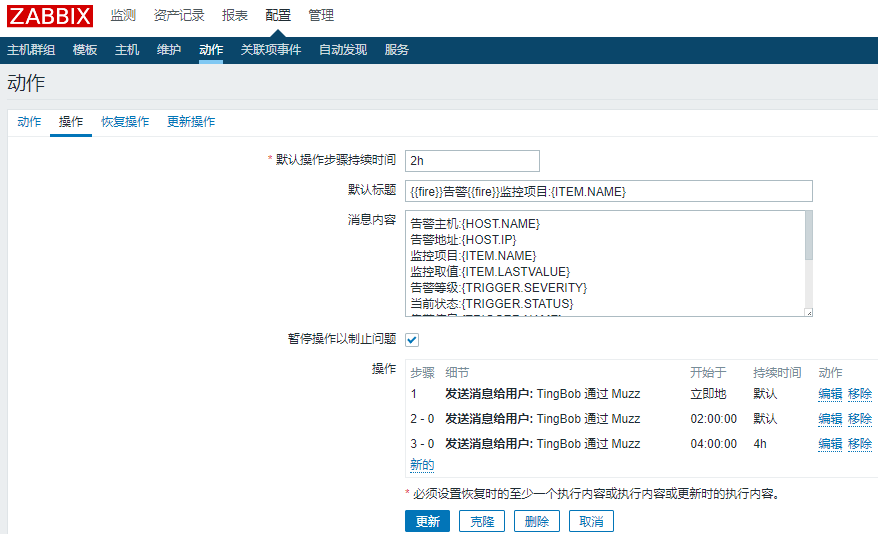 ZABBIX 监测 资产记录 报表 配置 管理
主机群组 模板 主机 维护 动作 关联项事件 自动发现 服务
动作
动作 操作 恢复操作 更新操作
* 默认操作步骤持续时间 2h
默认标题 {{fire}}告警{{fire}}监控项目:{ITEM.NAME}
消息内容 告警主机:{HOST.NAME}
告警地址:{HOST.IP}
监控项目:{ITEM.NAME}
监控取值:{ITEM.LASTVALUE}
告警等级:{TRIGGER.SEVERITY}
当前状态:{TRIGGER.STATUS}
暂停操作以制止问题
操作 步骤 细节 开始于 持续时间 动作
1 发送消息给用户: TingBob 通过 Muzz 立即地 默认 编辑 移除
2 - 0 发送消息给用户: TingBob 通过 Muzz 02:00:00 默认 编辑 移除
3 - 0 发送消息给用户: TingBob 通过 Muzz 04:00:00 4h 编辑 移除
新的
* 必须设置恢复时的至少一个执行内容或执行内容或更新时的执行内容。
更新 克隆 删除 取消